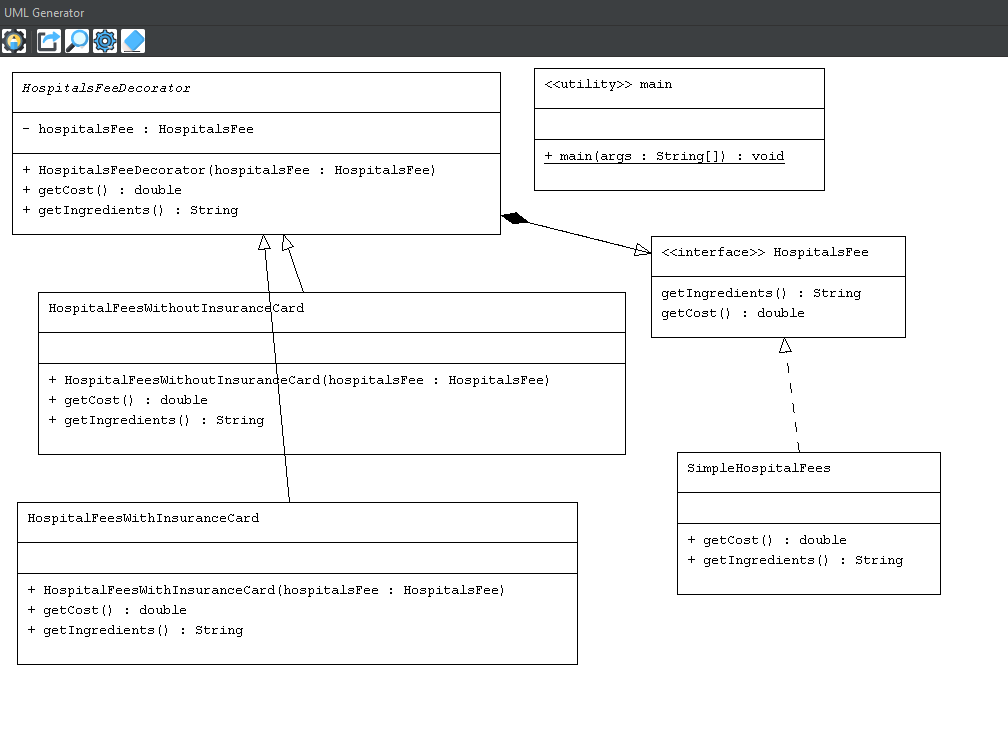 UML Generator
HospitalsFeeDecorator
- hospitalsFee : HospitalsFee
+ HospitalsFeeDecorator(hospitalsFee : HospitalsFee)
+ getCost() : double
+ getIngredients() : String
<<utility>> main
+ main(args : String[]) : void
<<interface>> HospitalsFee
getIngredients() : String
getCost() : double
HospitalFeesWithoutInsuranceCard
+ HospitalFeesWithoutInsuranceCard(hospitalsFee : HospitalsFee)
+ getCost() : double
+ getIngredients() : String
SimpleHospitalFees
+ getCost() : double
+ getIngredients() : String
HospitalFeesWithInsuranceCard
+ HospitalFeesWithInsuranceCard(hospitalsFee : HospitalsFee)
+ getCost() : double
+ getIngredients() : String